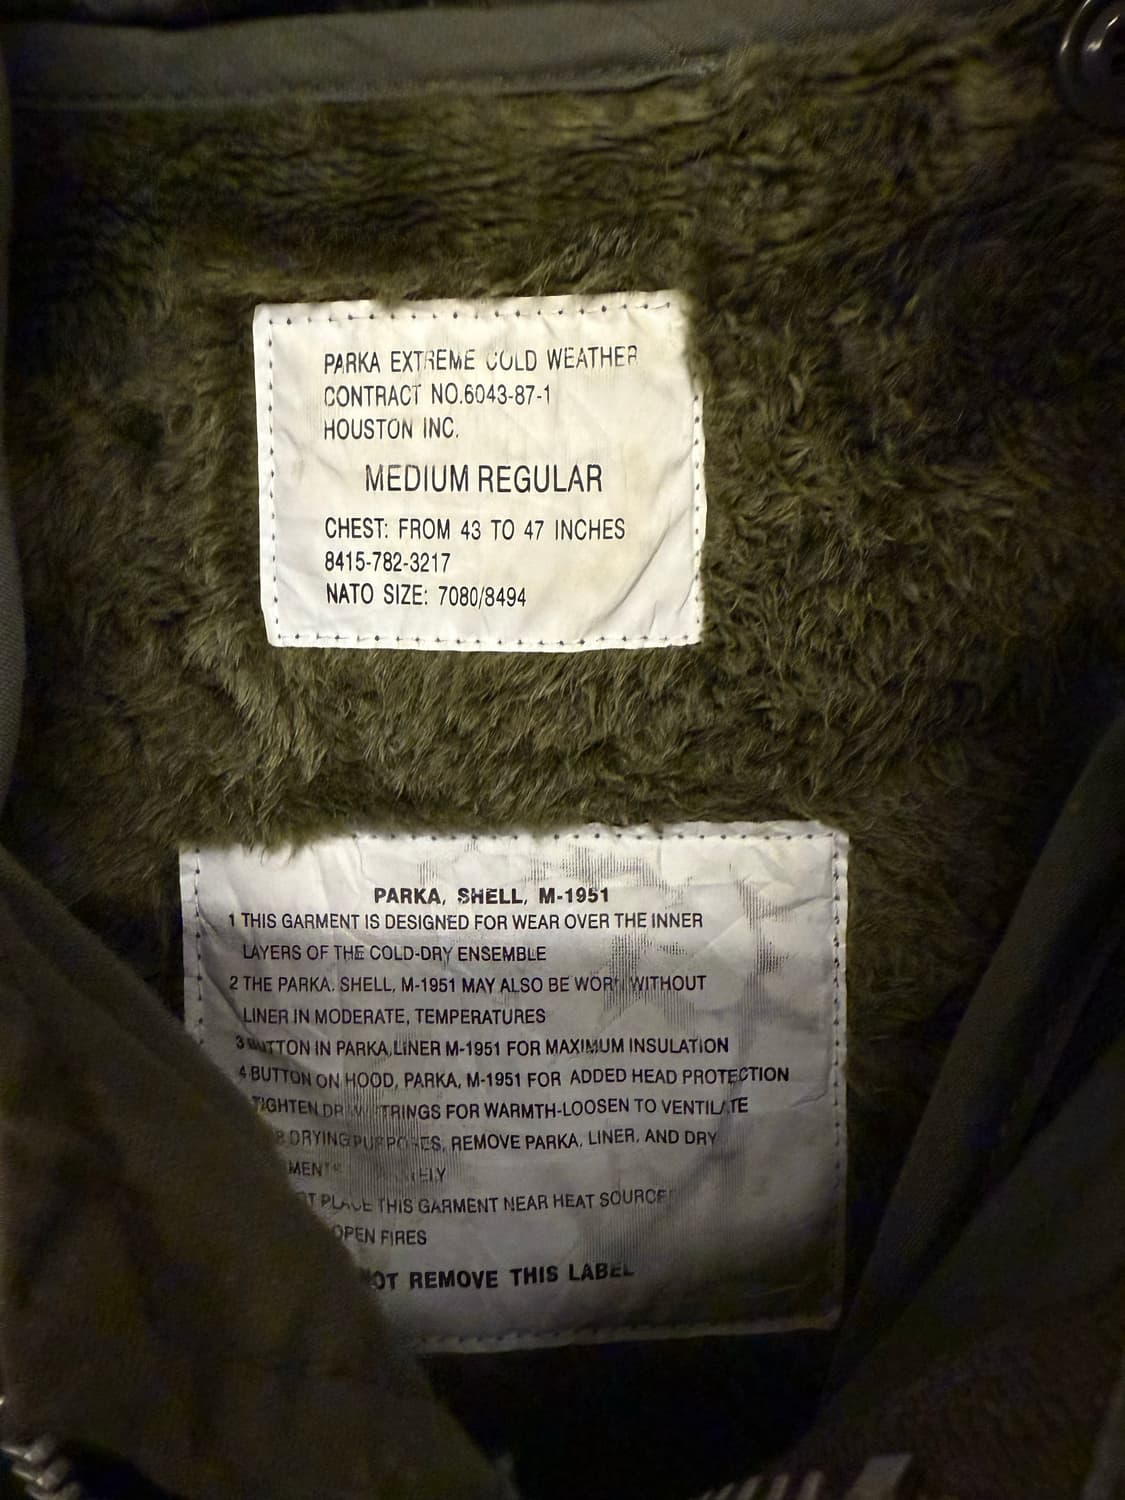 PARKA EXTREME COLD WEATHER
CONTRACT NO.6043-87-1
HOUSTON INC.
MEDIUM REGULAR
CHEST: FROM 43 TO 47 INCHES
8415-782-3217
NATO SIZE: 7080/8494
PARKA, SHELL, M-1951
1 THIS GARMENT IS DESIGNED FOR WEAR OVER THE INNER
LAYERS OF THE COLD-DRY ENSEMBLE
2 THE PARKA. SHELL, M-1951 MAY ALSO BE WORN WITHOUT
LINER IN MODERATE, TEMPERATURES
3 BUTTON IN PARKA,LINER M-1951 FOR MAXIMUM INSULATION
4 BUTTON ON HOOD, PARKA, M-1951 FOR ADDED HEAD PROTECTION
TIGHTEN DRAWSTRINGS FOR WARMTH-LOOSEN TO VENTILATE
DRYING PURPOSES, REMOVE PARKA, LINER, AND DRY
PLACE THIS GARMENT NEAR HEAT SOURCE
OPEN FIRES
REMOVE THIS LABEL